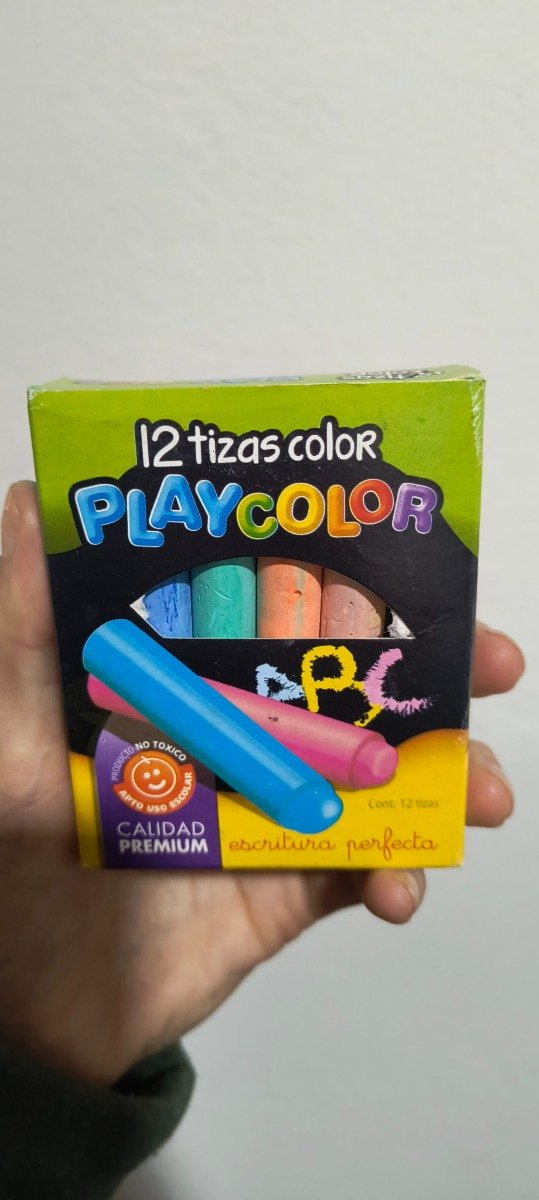 12 tizas color
PLAYCOLOR
ABC
PRODUCTO NO TOXICO
APTO USO ESCOLAR
CALIDAD
PREMIUM
Cont. 12 tizas
escritura perfecta